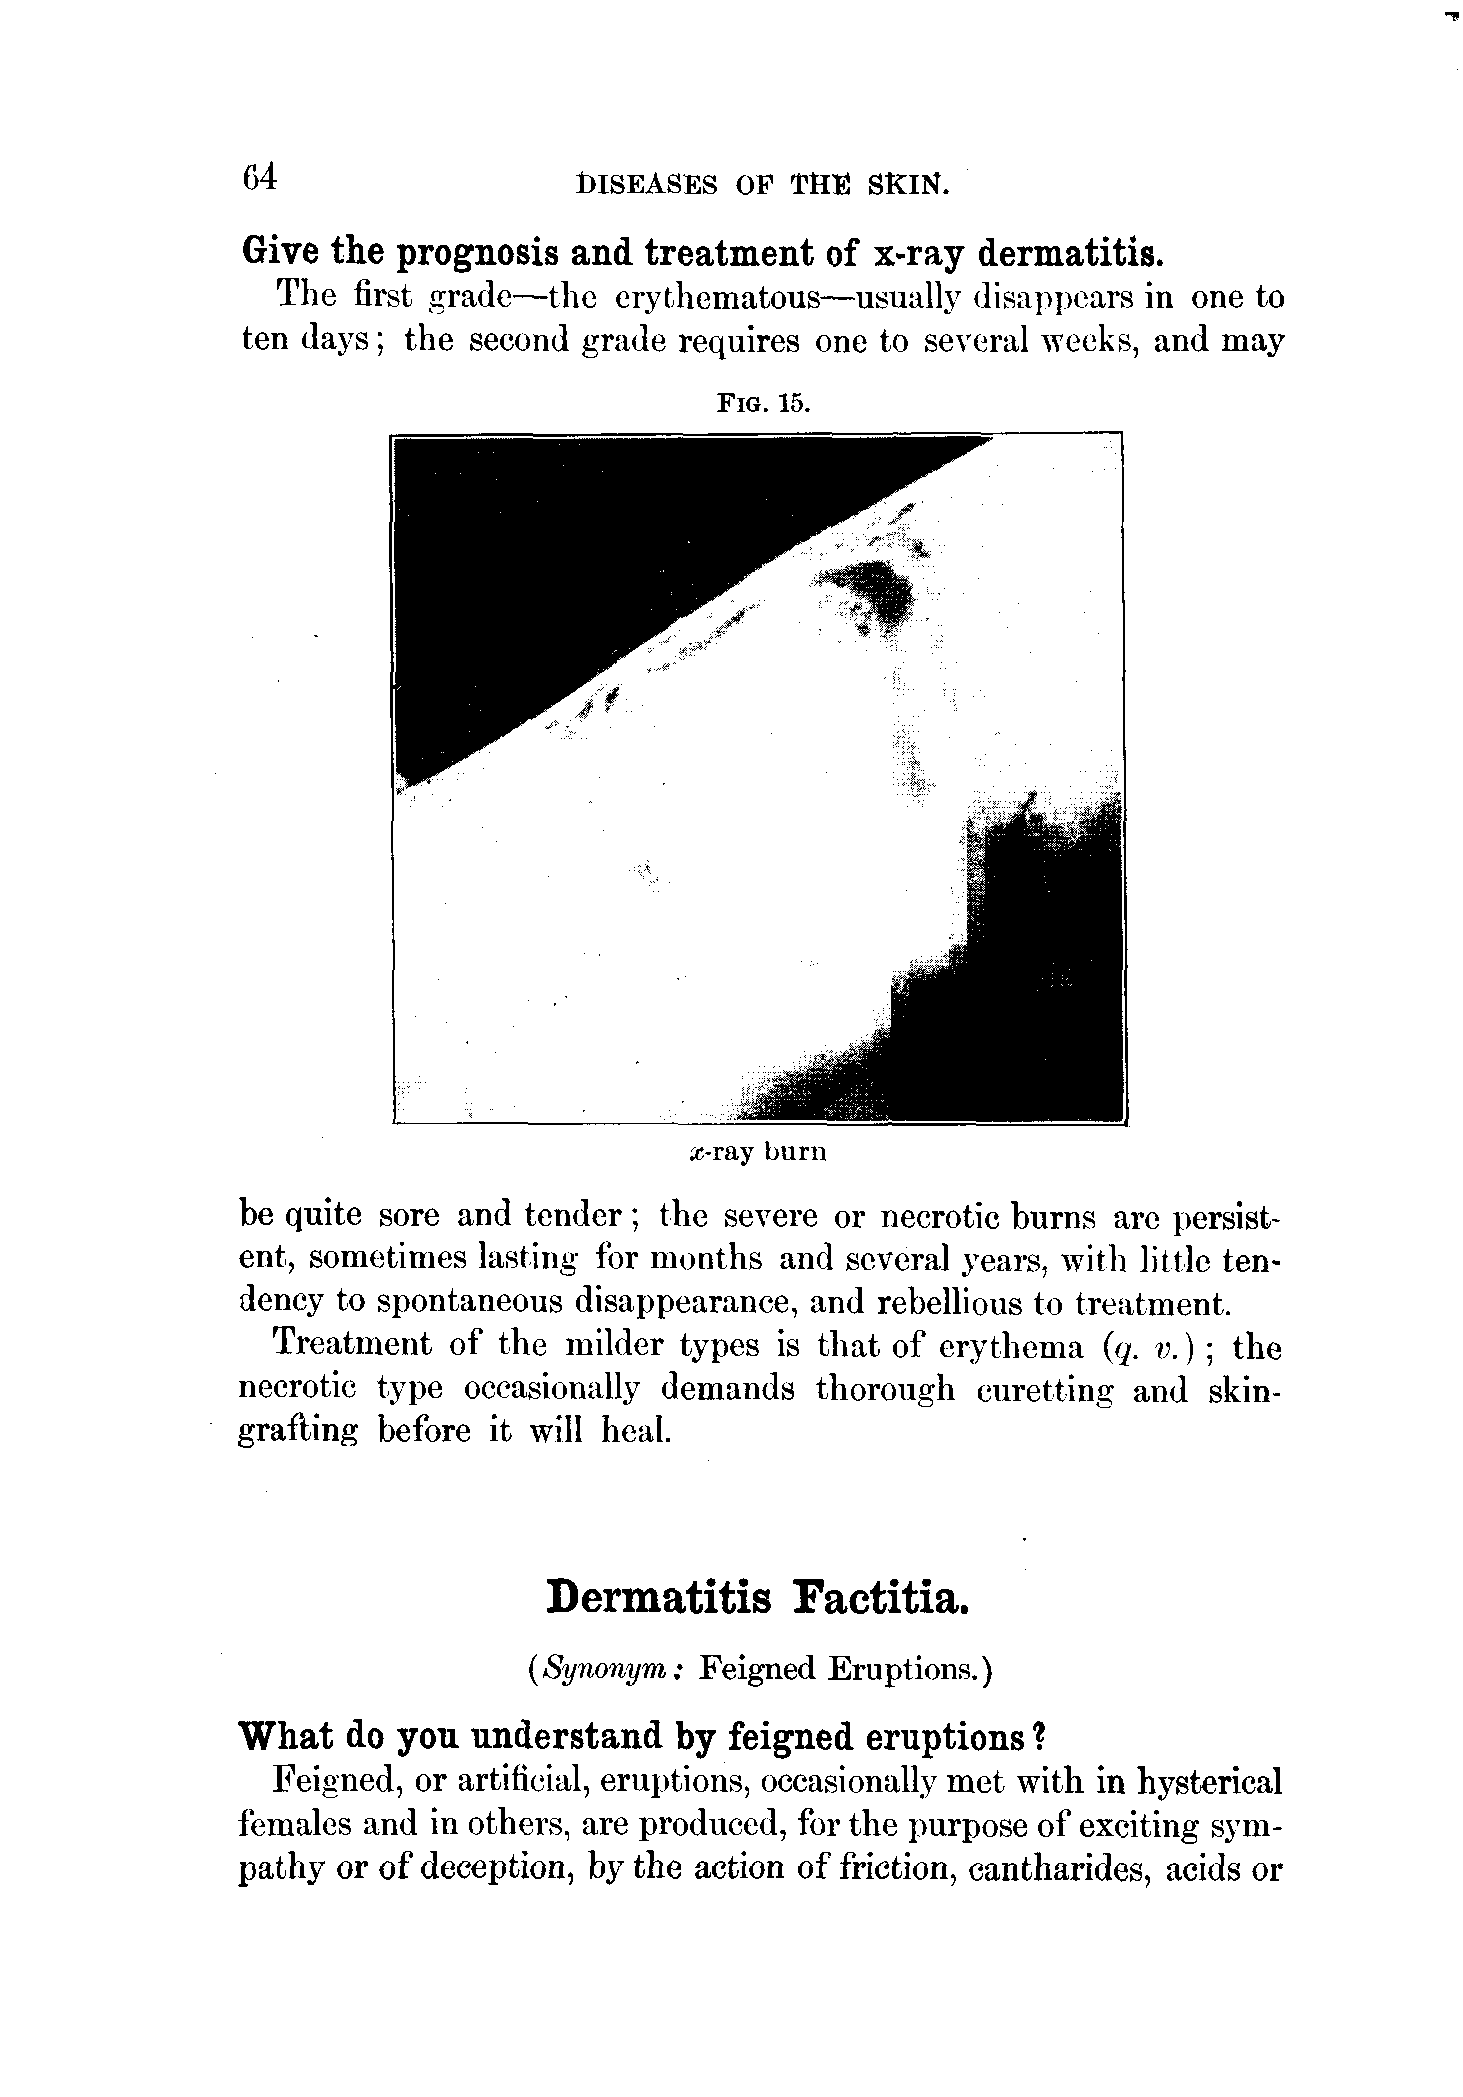 64
DISEASES OF THE SKIN.
Give the prognosis and treatment of x-ray dermatitis.
The first grade—the erythematous—usually disappears in one to
ten days; the second grade requires one to several weeks, and may
FIG. 15.
x-ray burn
be quite sore and tender; the severe or necrotic burns are persist-
ent, sometimes lasting for months and several years, with little ten-
dency to spontaneous disappearance, and rebellious to treatment.
Treatment of the milder types is that of erythema (q. v.); the
necrotic type occasionally demands thorough curetting and skin-
grafting before it will heal.
Dermatitis Factitia.
(Synonym: Feigned Eruptions.)
What do you understand by feigned eruptions?
Feigned, or artificial, eruptions, occasionally met with in hysterical
females and in others, are produced, for the purpose of exciting sym-
pathy or of deception, by the action of friction, cantharides, acids or